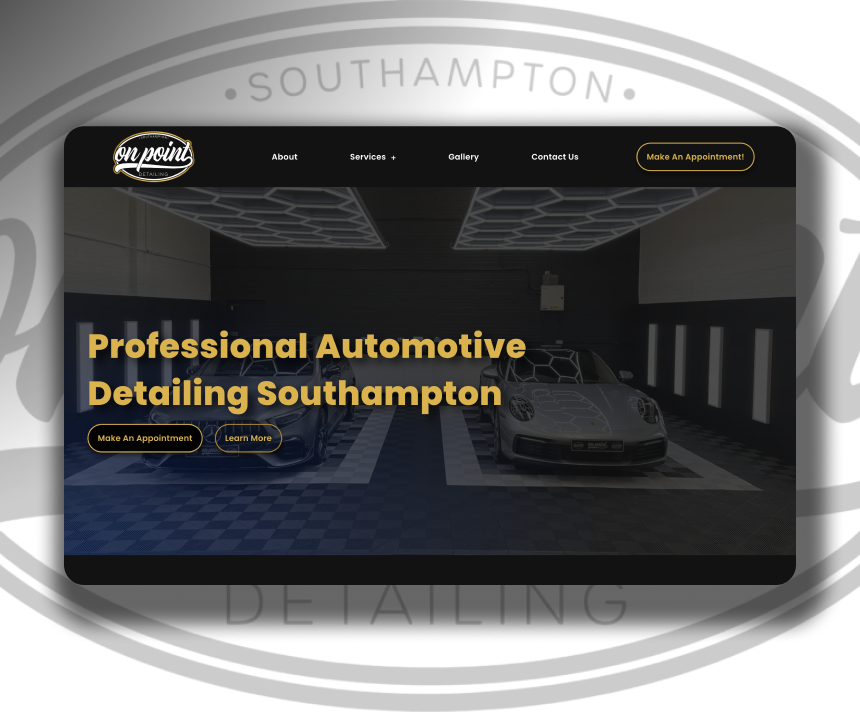 •SOUTHAMPTON•
SOUTHAMPTON
on point
DETAILING
About
Services +
Gallery
Contact Us
Make An Appointment!
Professional Automotive
Detailing Southampton
Make An Appointment
Learn More
DETAILING